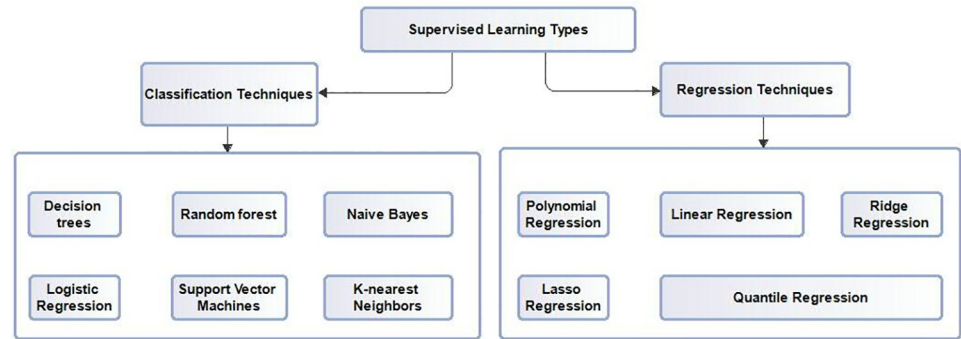 Supervised Learning Types
Classification Techniques
Regression Techniques
Decision
trees
Random forest
Naive Bayes
Logistic
Regression
Support Vector
Machines
K-nearest
Neighbors
Polynomial
Regression
Linear Regression
Ridge
Regression
Lasso
Regression
Quantile Regression